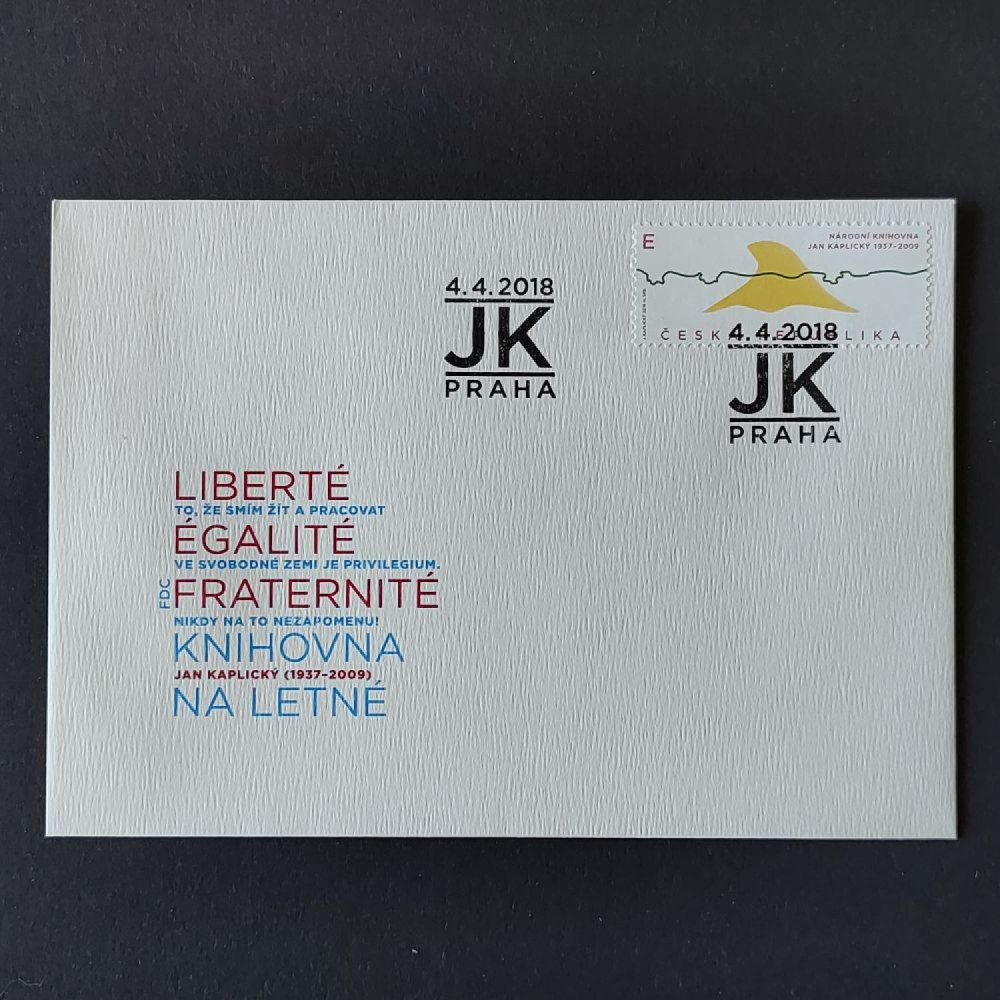 E
NÁRODNÍ KNIHOVNA
JAN KAPLICKÝ 1937–2009
ČESK
LIKA
4. 4. 2018
JK
PRAHA
4. 4. 2018
JK
PRAHA
LIBERTÉ
TO, ŽE SMÍM ŽÍT A PRACOVAT
ÉGALITÉ
VE SVOBODNÉ ZEMI JE PRIVILEGIUM.
FDC
FRATERNITÉ
NIKDY NA TO NEZAPOMENU!
KNIHOVNA
JAN KAPLICKÝ (1937–2009)
NA LETNÉ